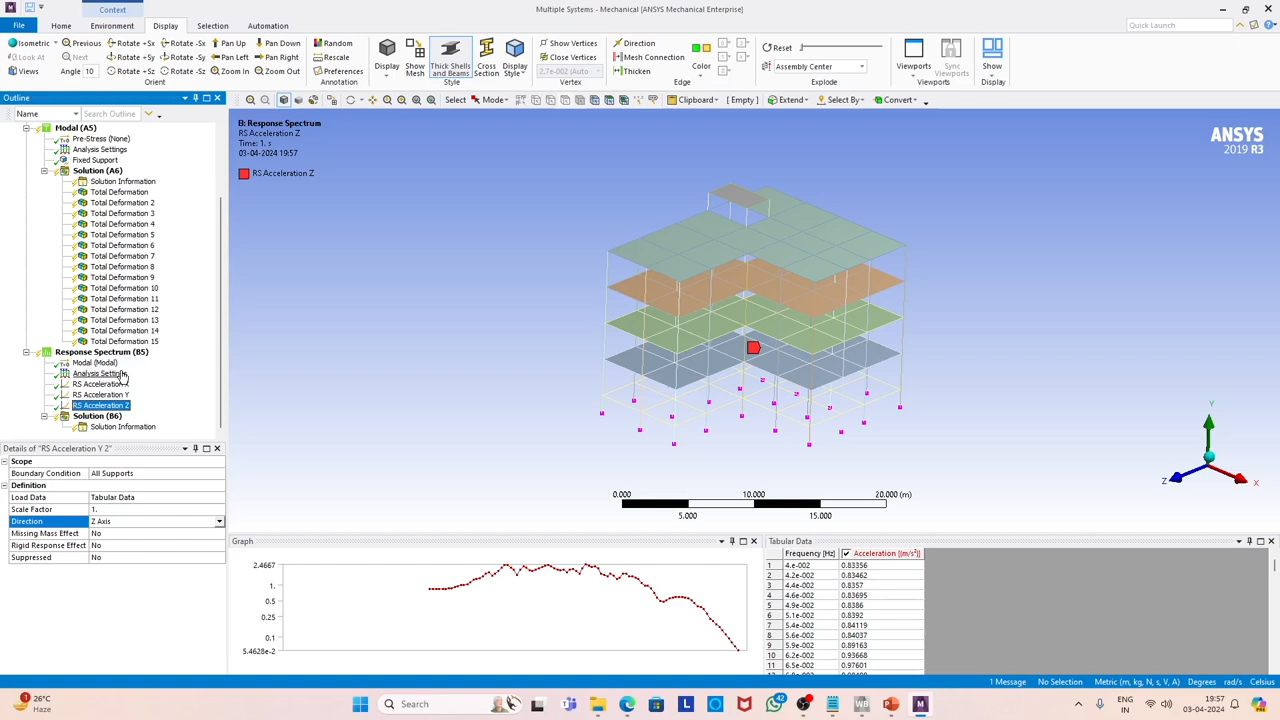 Context
Multiple Systems - Mechanical [ANSYS Mechanical Enterprise]
File Home Environment Display Selection Automation
Quick Launch
Isometric Previous Rotate +Sx Rotate -Sx Pan Up Pan Down
Look At Rotate +Sy Rotate -Sy Pan Left Pan Right
Views Angle 10 Rotate +Sz Rotate -Sz Zoom In Zoom Out
Orient
Random
Rescale
Preferences
Annotation
Display
Show Mesh
Thick Shells and Beams
Cross Section
Display Style
Style
Show Vertices
Close Vertices
2.7e-002 (Auto
Vertex
Direction
Mesh Connection
Thicken
Color
Edge
Reset
Assembly Center
Explode
Viewports
Sync Viewports
Viewports
Show
Display
Outline
Select Mode Clipboard [ Empty ] Extend Select By Convert
Name Search Outline
Modal (A5)
Pre-Stress (None)
Analysis Settings
Fixed Support
Solution (A6)
Solution Information
Total Deformation
Total Deformation 2
Total Deformation 3
Total Deformation 4
Total Deformation 5
Total Deformation 6
Total Deformation 7
Total Deformation 8
Total Deformation 9
Total Deformation 10
Total Deformation 11
Total Deformation 12
Total Deformation 13
Total Deformation 14
Total Deformation 15
Response Spectrum (B5)
Modal (Modal)
Analysis Settings
RS Acceleration
RS Acceleration Y
RS Acceleration Z
Solution (B6)
Solution Information
B: Response Spectrum
RS Acceleration Z
Time: 1. s
03-04-2024 19:57
RS Acceleration Z
ANSYS
2019 R3
Y
Z
X
0.000 10.000 20.000 (m)
5.000 15.000
Details of "RS Acceleration Y 2"
Scope
Boundary Condition All Supports
Definition
Load Data Tabular Data
Scale Factor 1.
Direction Z Axis
Missing Mass Effect No
Rigid Response Effect No
Suppressed No
Graph
2.4667
1.
0.5
0.25
0.1
5.4628e-2
Tabular Data
Frequency [Hz] Acceleration [(m/s²)]
1 4.e-002 0.83356
2 4.2e-002 0.83462
3 4.4e-002 0.8357
4 4.6e-002 0.83695
5 4.9e-002 0.8386
6 5.1e-002 0.8392
7 5.4e-002 0.84119
8 5.6e-002 0.84037
9 5.9e-002 0.89163
10 6.2e-002 0.93668
11 6.5e-002 0.97601
1 Message No Selection Metric (m, kg, N, s, V, A) Degrees rad/s Celsius
26°C
Haze
Search
42
ENG
IN
19:57
03-04-2024